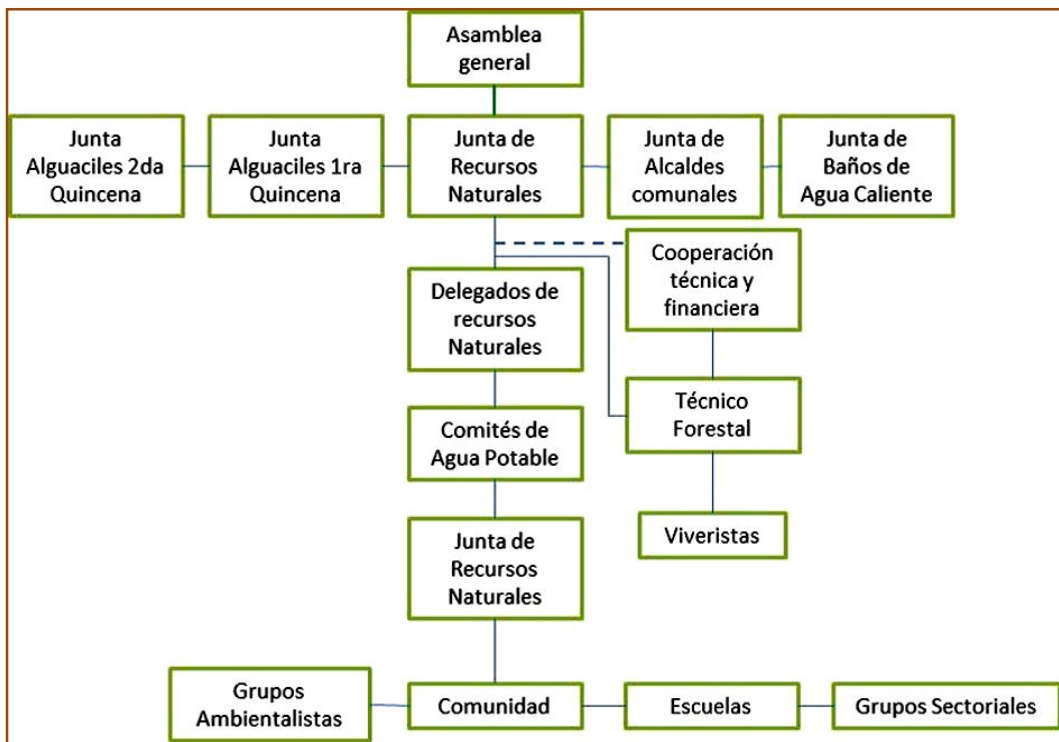 Asamblea
general
Junta
Alguaciles 2da
Quincena
Junta
Alguaciles 1ra
Quincena
Junta de
Recursos
Naturales
Junta de
Alcaldes
comunales
Junta de
Baños de
Agua Caliente
Cooperación
técnica y
financiera
Delegados de
recursos
Naturales
Técnico
Forestal
Comités de
Agua Potable
Viveristas
Junta de
Recursos
Naturales
Grupos
Ambientalistas
Comunidad
Escuelas
Grupos Sectoriales